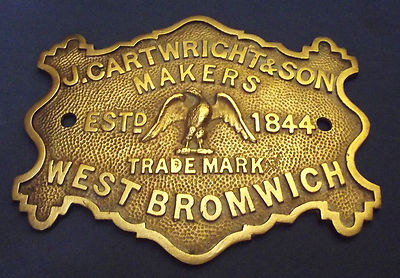 J. CARTWRIGHT & SON
MAKERS
ESTD 1844
TRADE MARK
WEST BROMWICH